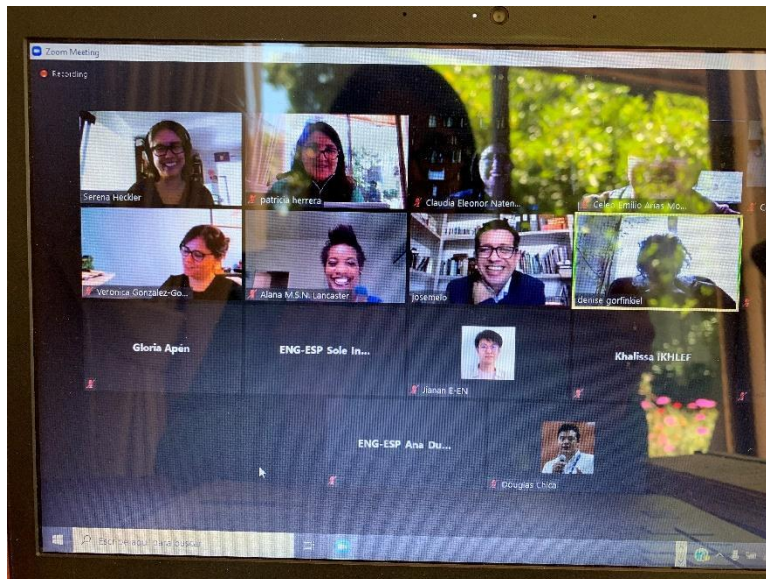 Zoom Meeting
Recording
Serena Heckler
patricia herrera
Claudia Eleonor Naten...
Celen Emilio Arias Mo...
C
Veronica Gonzalez-Go...
Alana M.S.N. Lancaster
josemelo
denise gorfinkiel
Gloria Apén
ENG-ESP Sole In...
Jianan E-EN
Khalissa IKHLEF
ENG-ESP Ana Du...
Douglas Chica
Escribe aquí para buscar